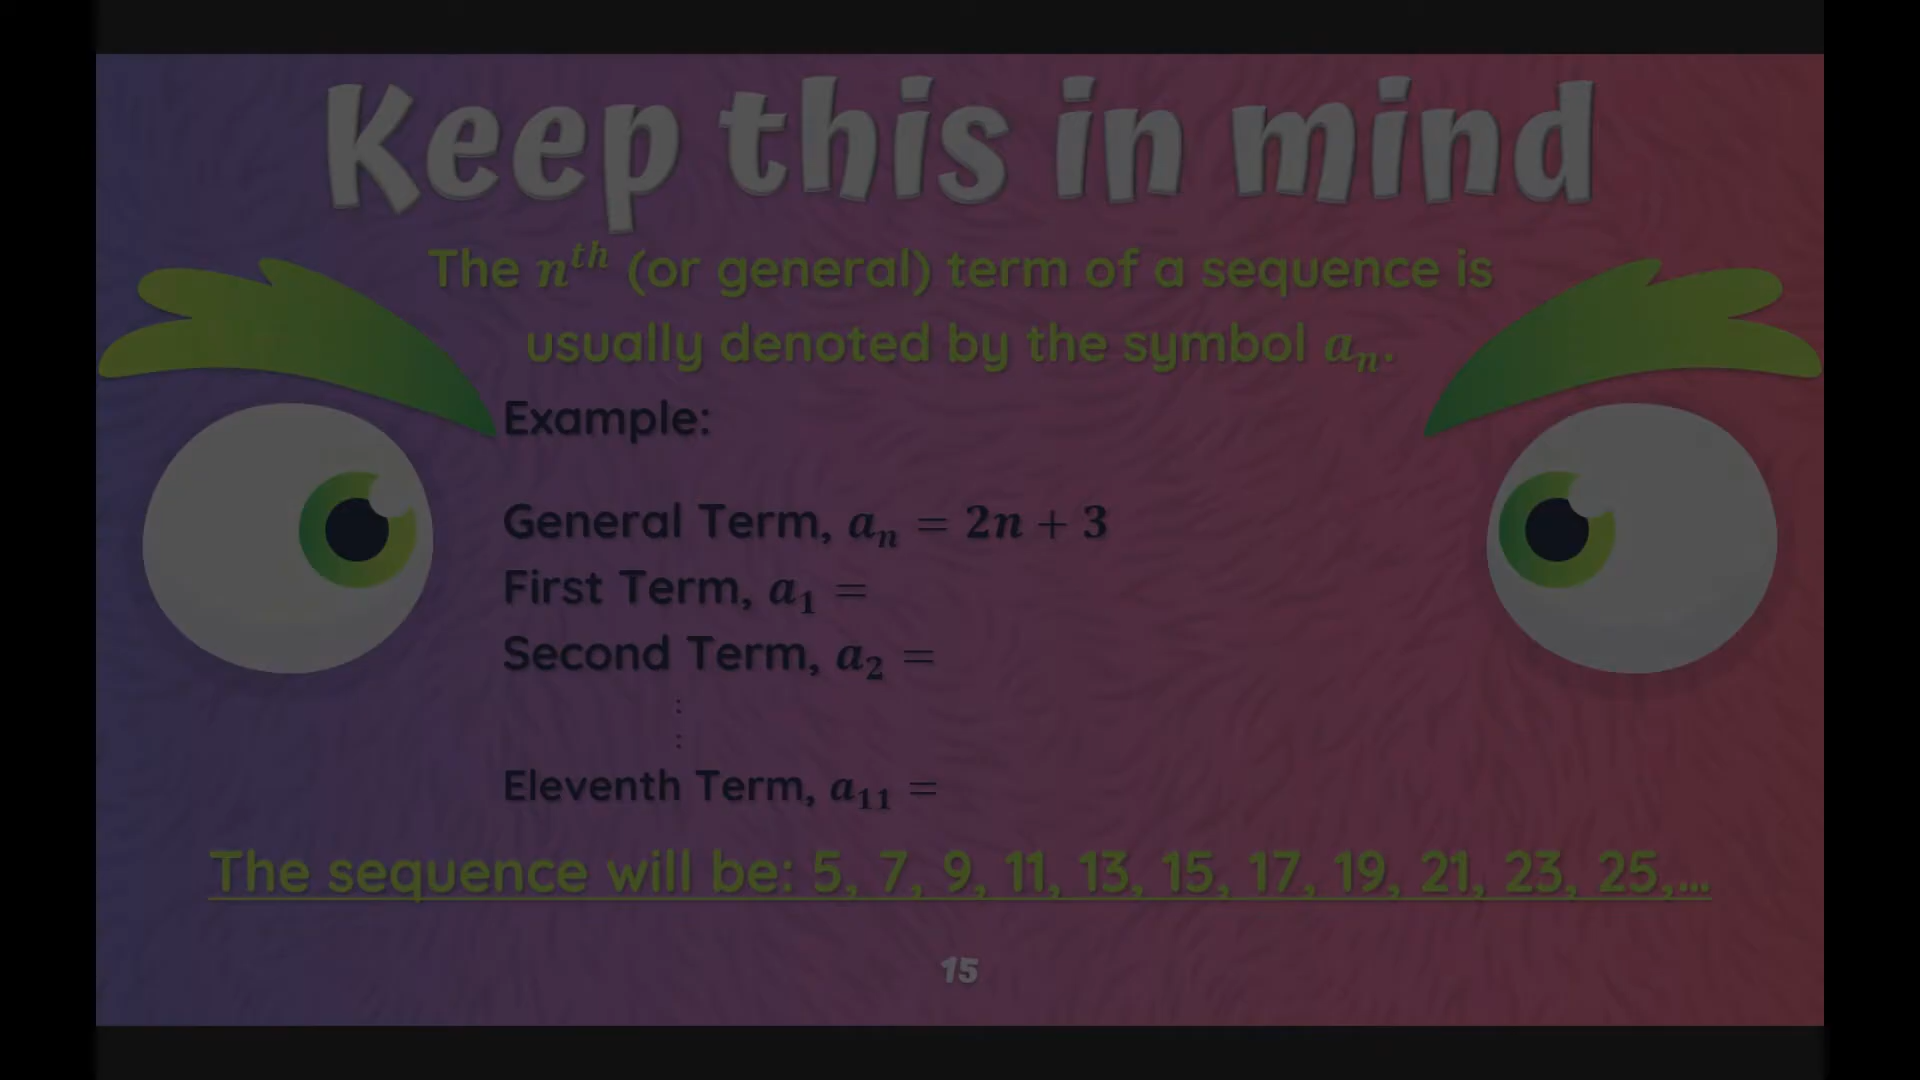 Keep this in mind
The nᵗʰ (or general) term of a sequence is
usually denoted by the symbol aₙ.
Example:
General Term, aₙ = 2n + 3
First Term, a₁ =
Second Term, a₂ =
:
:
Eleventh Term, a₁₁ =
The sequence will be: 5, 7, 9, 11, 13, 15, 17, 19, 21, 23, 25,...
15